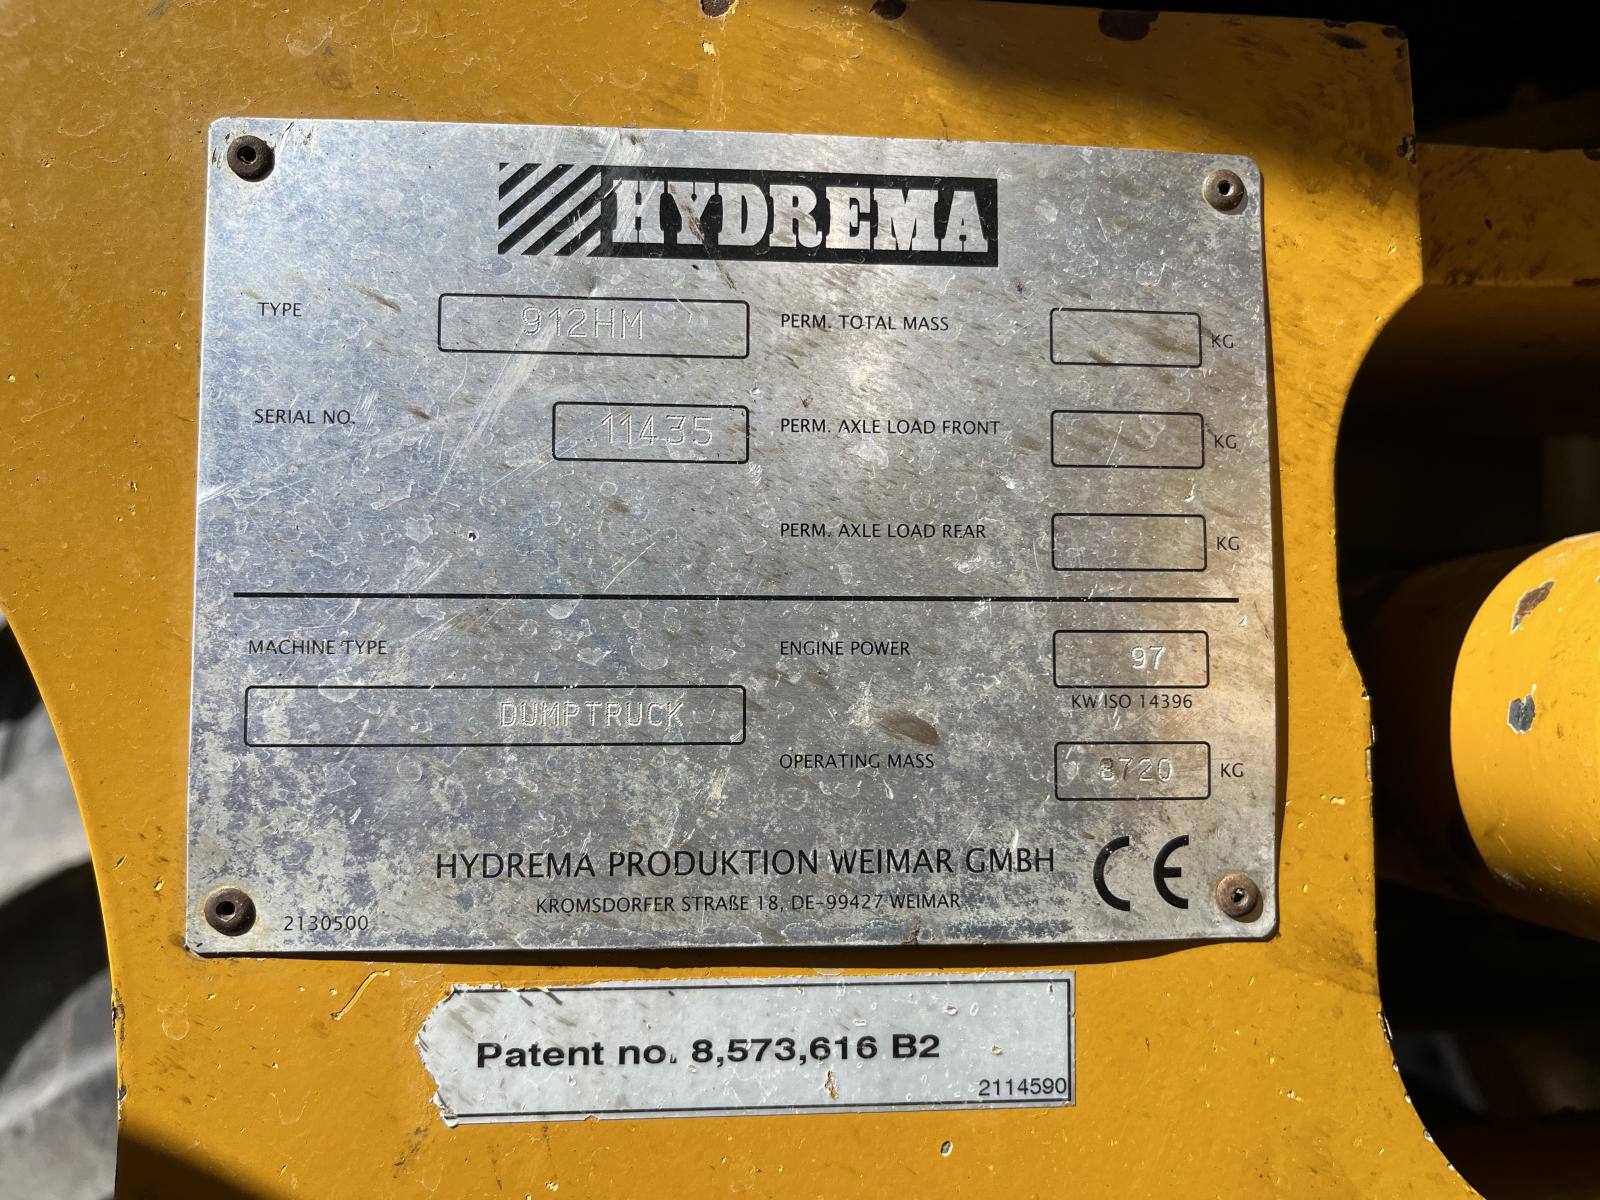 HYDREMA
TYPE 912HM
SERIAL NO. 11435
PERM. TOTAL MASS KG
PERM. AXLE LOAD FRONT KG
PERM. AXLE LOAD REAR KG
MACHINE TYPE
DUMPTRUCK
ENGINE POWER 97
KW ISO 14396
OPERATING MASS 8720 KG
HYDREMA PRODUKTION WEIMAR GMBH CE
KROMSDORFER STRAßE 18, DE-99427 WEIMAR
2130500
Patent no. 8,573,616 B2
2114590